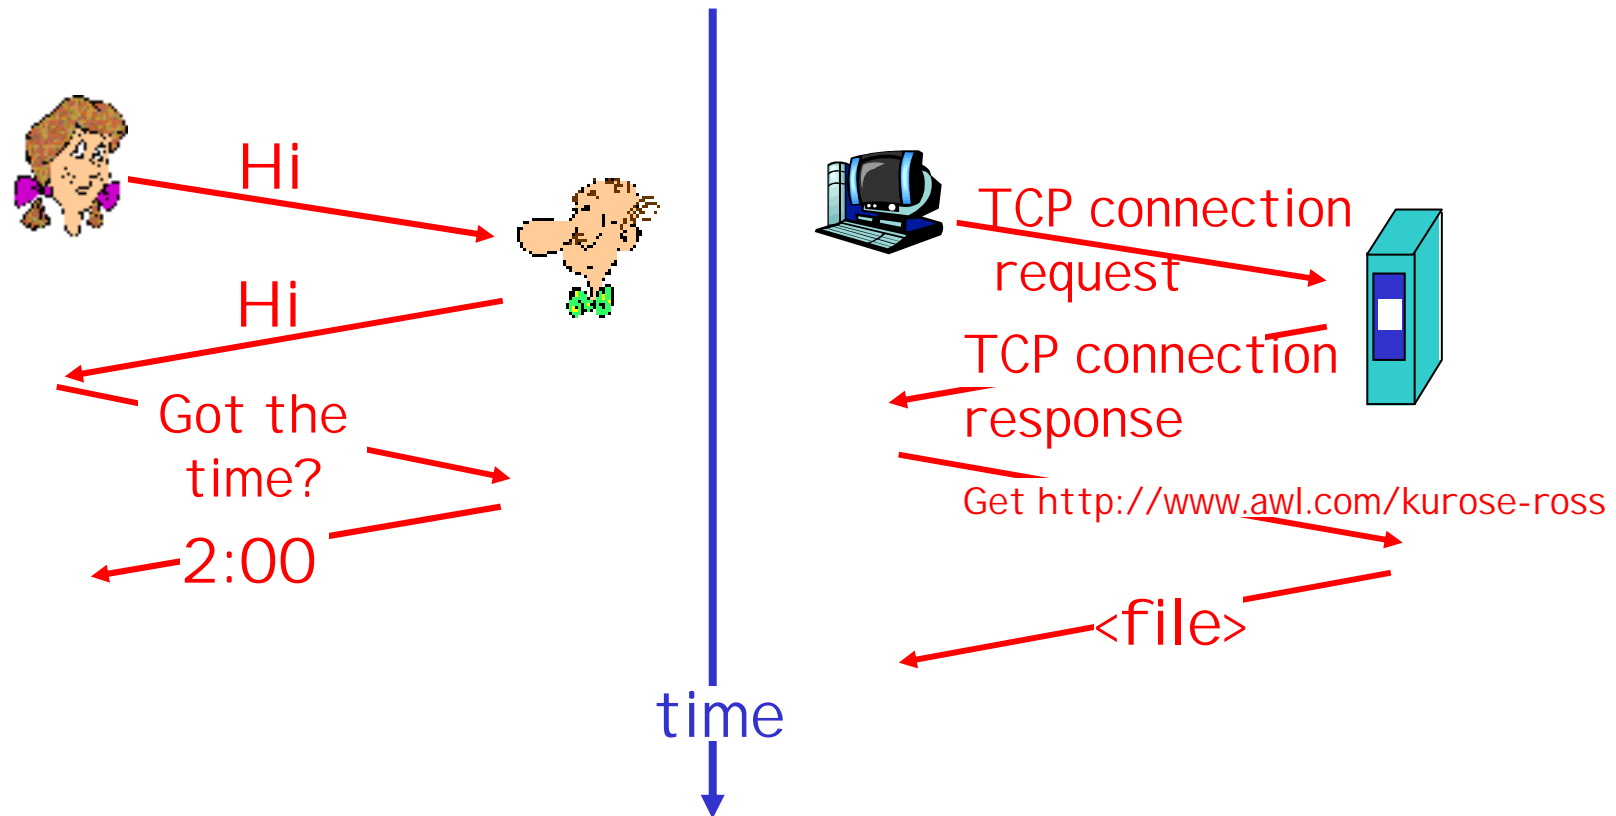 Hi
Hi
Got the
time?
2:00
time
TCP connection
request
TCP connection
response
Get http://www.awl.com/kurose-ross
<file>